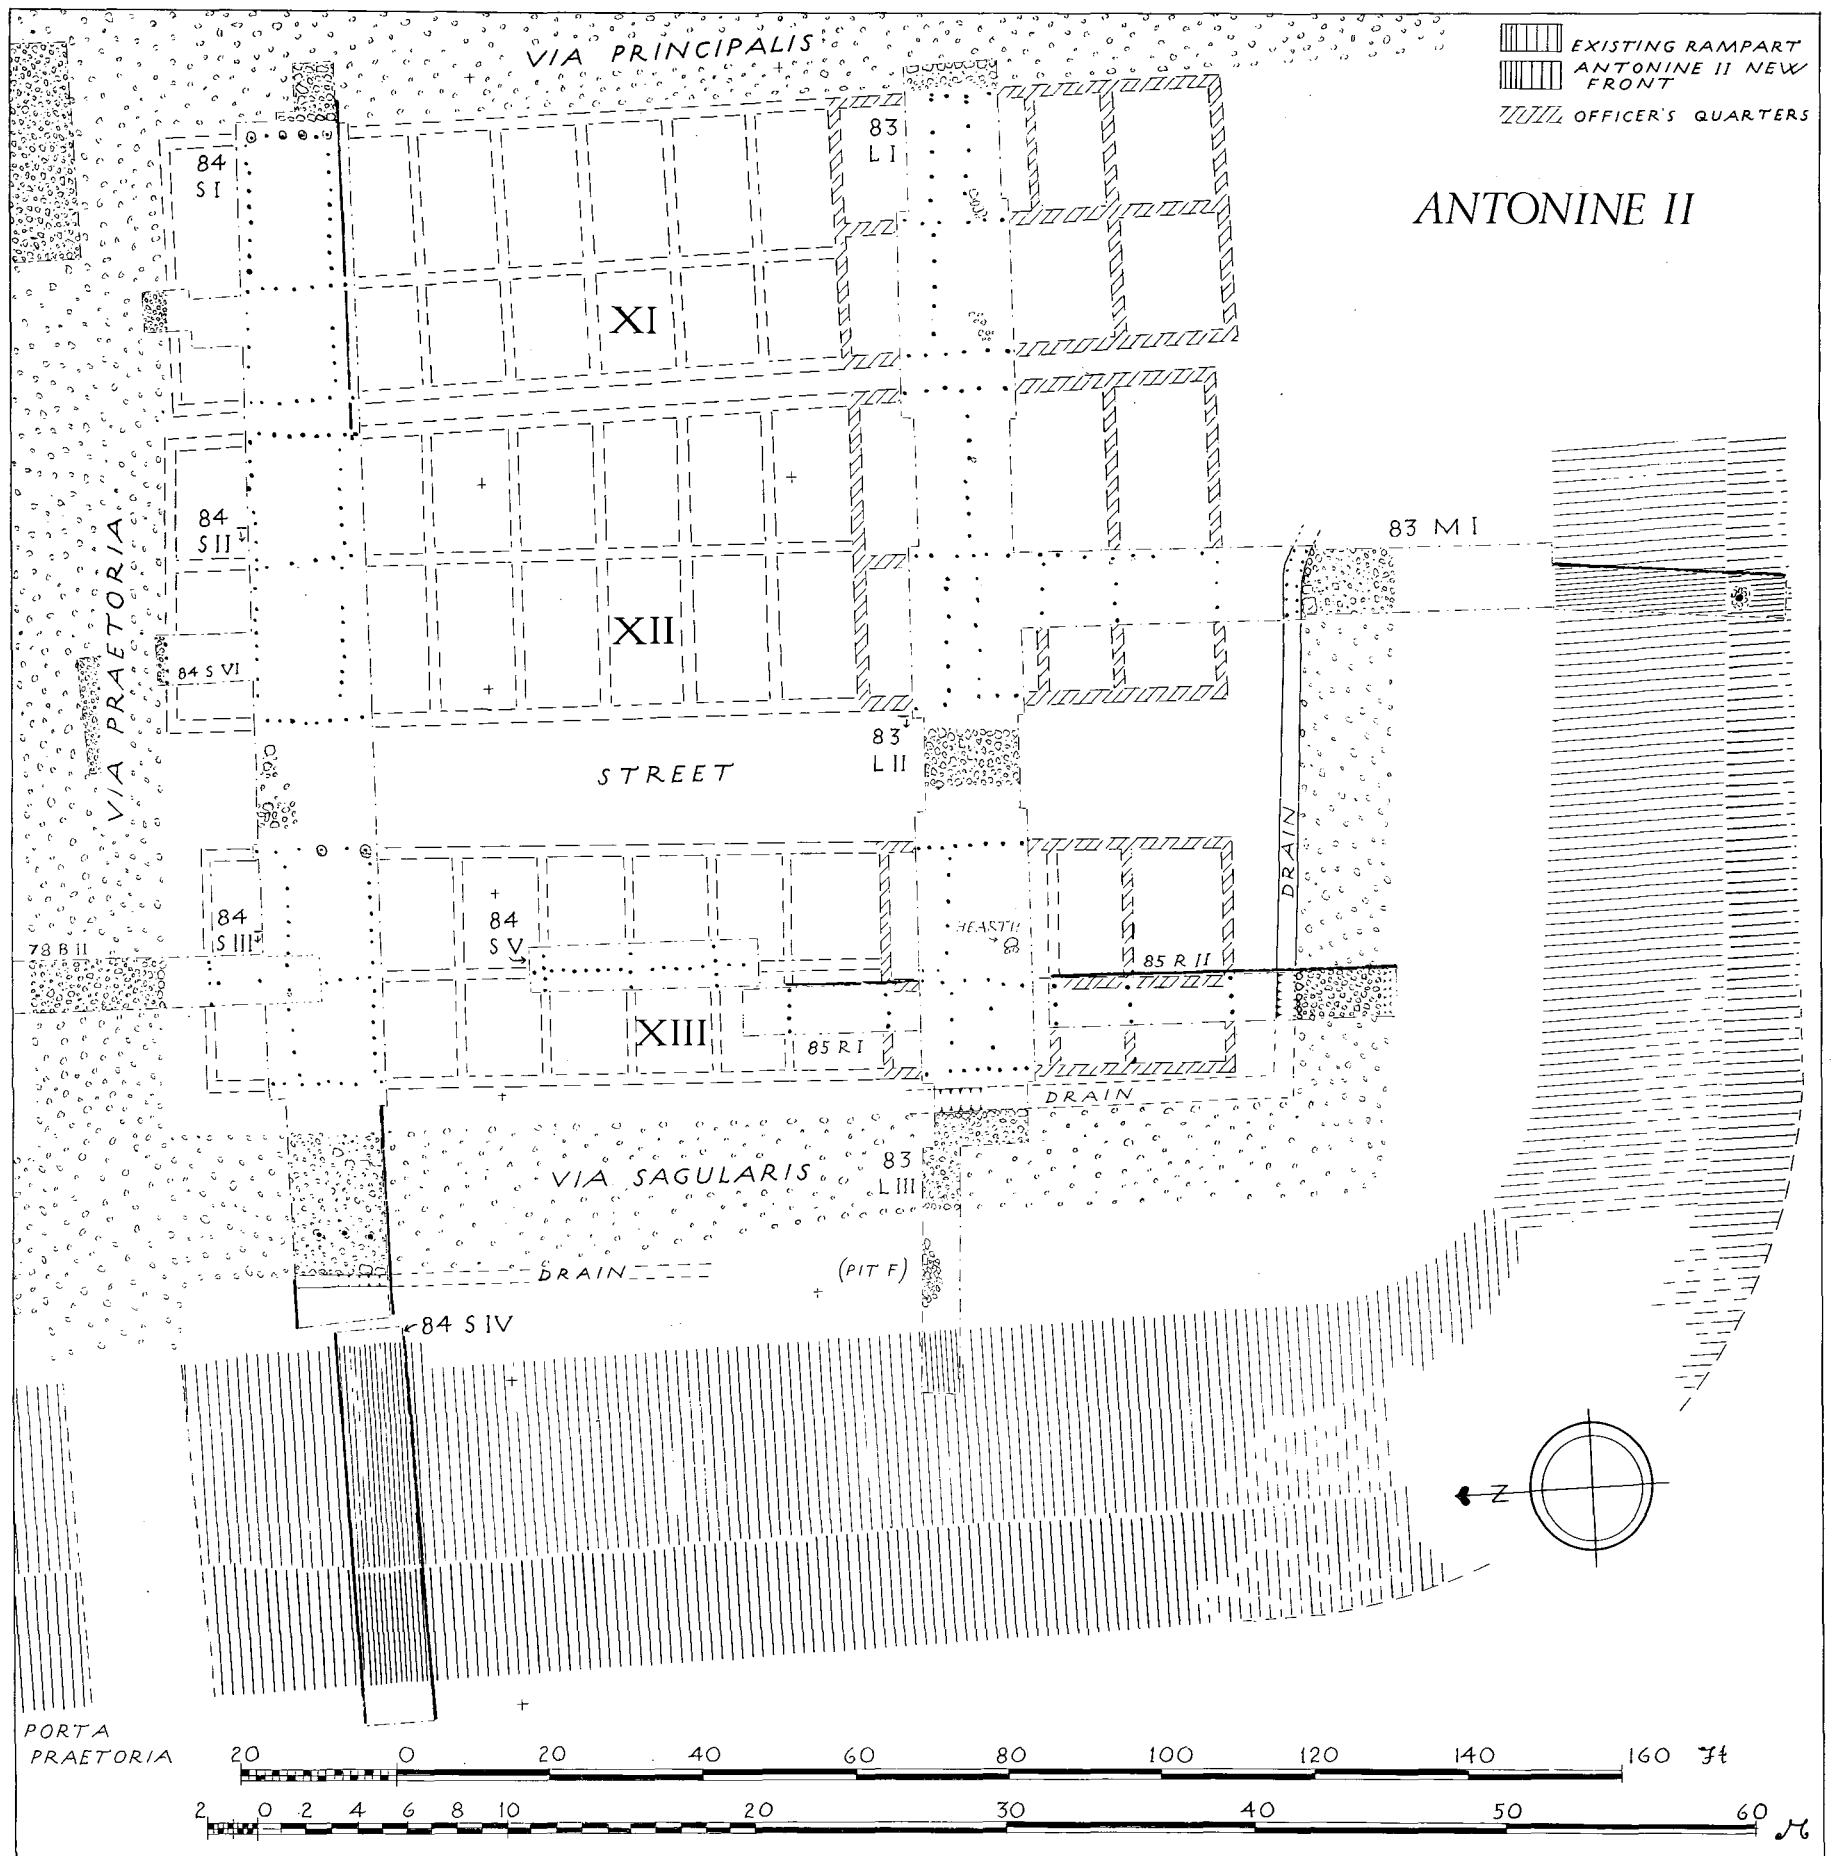 VIA PRINCIPALIS
EXISTING RAMPART
ANTONINE II NEW
FRONT
OFFICER'S QUARTERS
ANTONINE II
84
S I
83
L I
XI
VIA PRAETORIA
84
S II
83 M I
XII
84 S VI
83
L II
STREET
DRAIN
84
S III
84
S V
HEARTH
78 B II
85 R II
XIII
85 R I
DRAIN
VIA SAGULARIS
83
L III
DRAIN
(PIT F)
84 S IV
N
PORTA
PRAETORIA
20 0 20 40 60 80 100 120 140 160 Ft
2 0 2 4 6 8 10 20 30 40 50 60 M